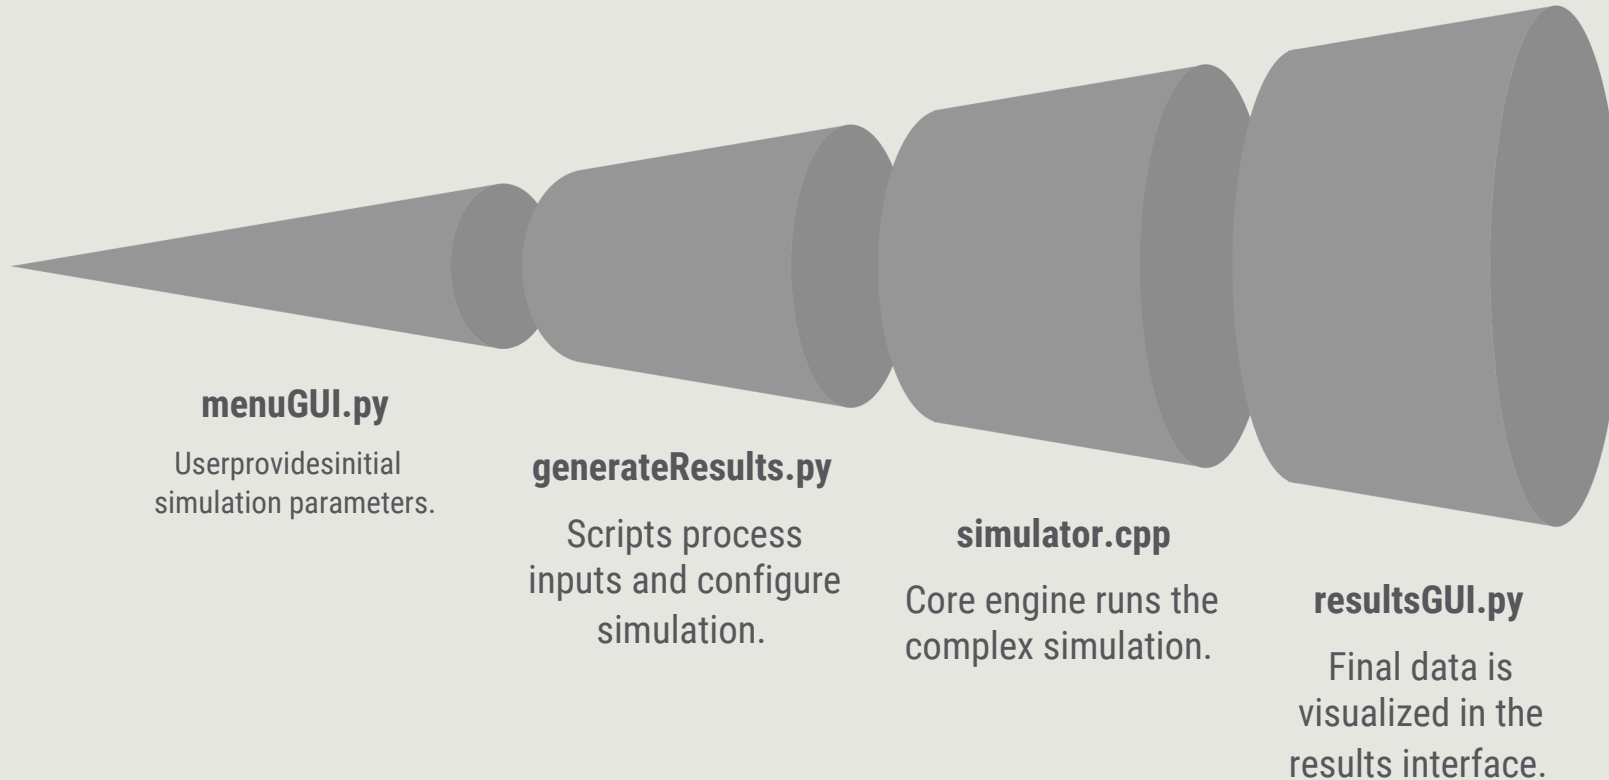 menuGUI.py
Userprovidesinitial
simulation parameters.
generateResults.py
Scripts process
inputs and configure
simulation.
simulator.cpp
Core engine runs the
complex simulation.
resultsGUI.py
Final data is
visualized in the
results interface.